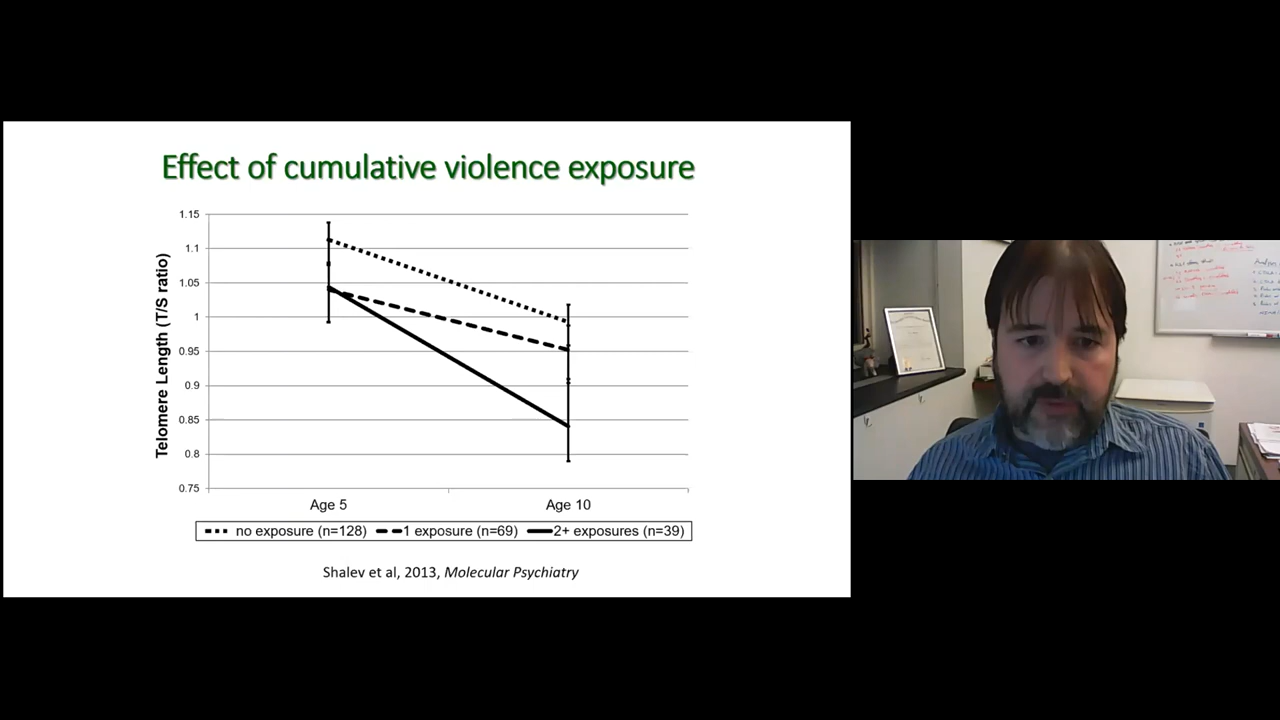 Effect of cumulative violence exposure
Telomere Length (T/S ratio)
1.15
1.1
1.05
1
0.95
0.9
0.85
0.8
0.75
Age 5 Age 10
no exposure (n=128) 1 exposure (n=69) 2+ exposures (n=39)
Shalev et al, 2013, Molecular Psychiatry